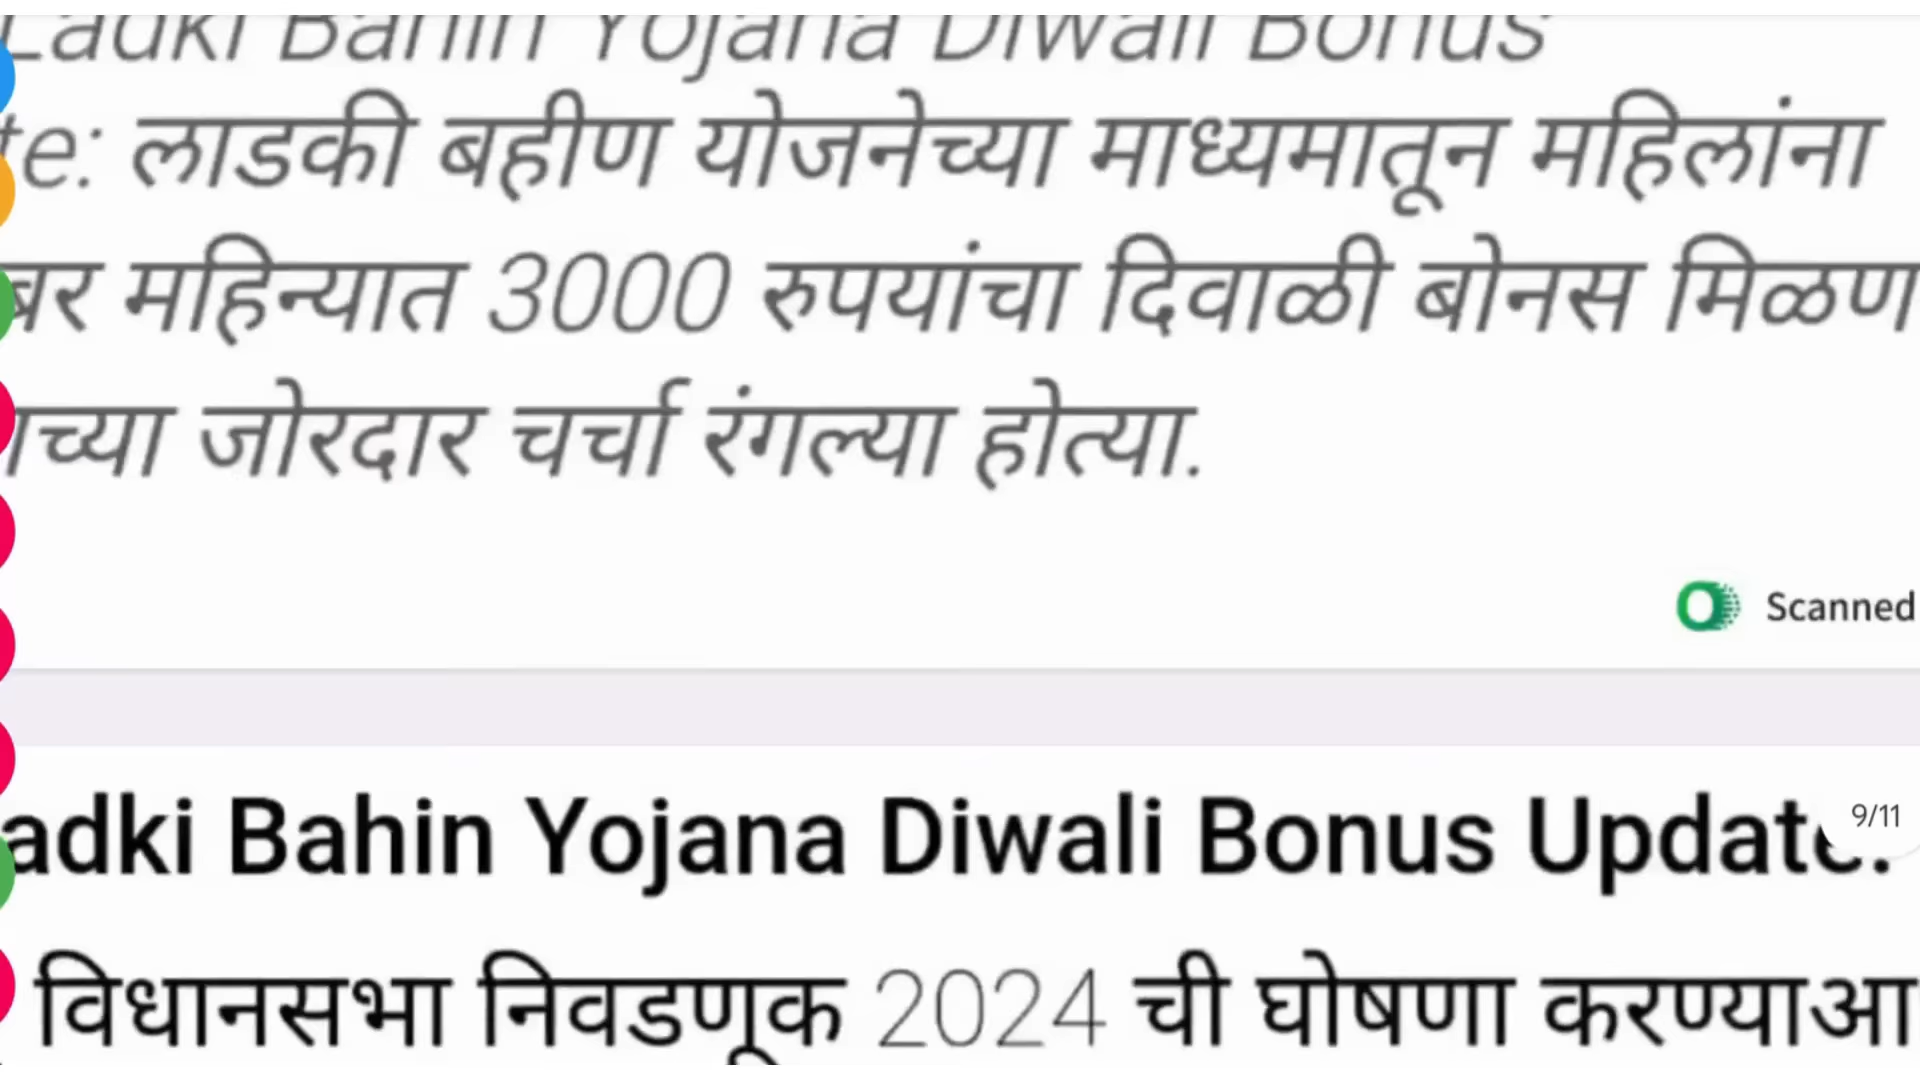 Ladki Bahin Yojana Diwali Bonus
te: लाडकी बहीण योजनेच्या माध्यमातून महिलांना
बर महिन्यात 3000 रुपयांचा दिवाळी बोनस मिळण
च्या जोरदार चर्चा रंगल्या होत्या.
Scanned
adki Bahin Yojana Diwali Bonus Update:
9/11
विधानसभा निवडणूक 2024 ची घोषणा करण्याआ